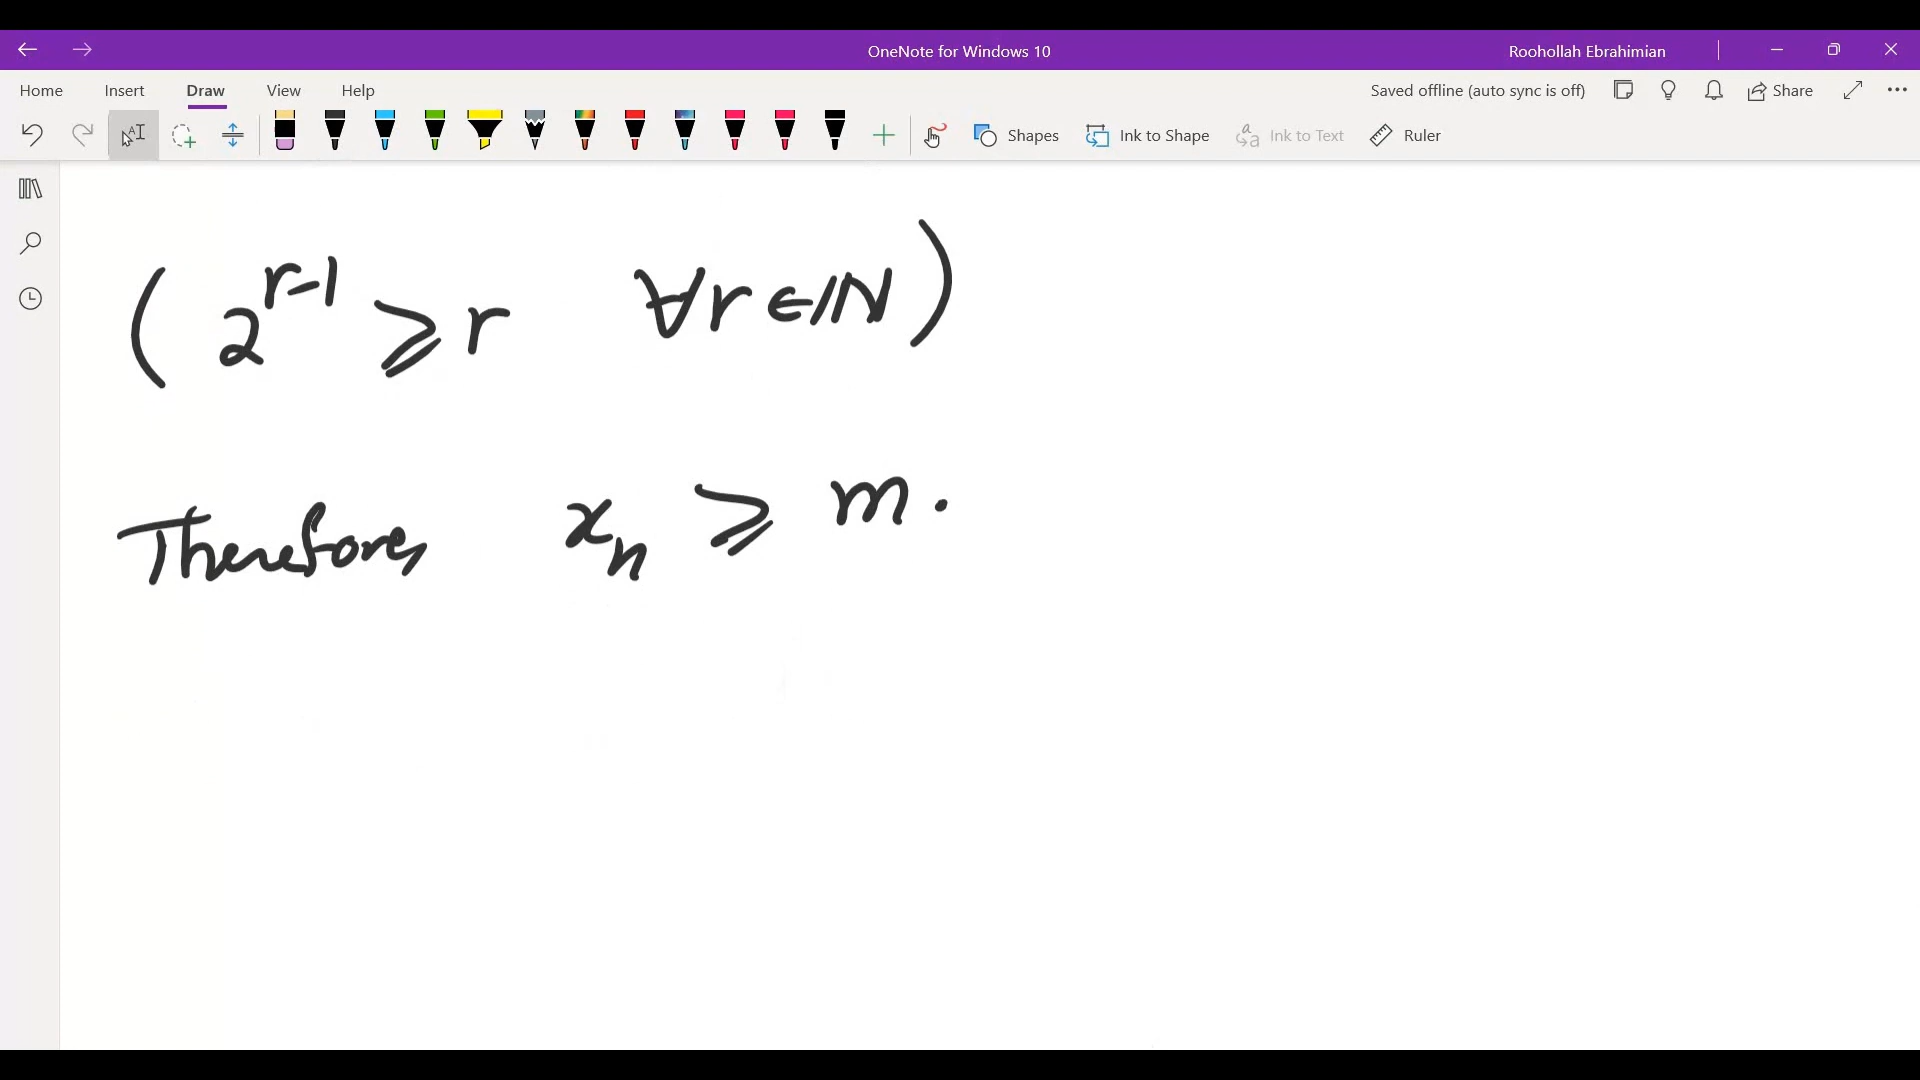 OneNote for Windows 10
Roohollah Ebrahimian
Home Insert Draw View Help
Saved offline (auto sync is off) Share
Shapes Ink to Shape Ink to Text Ruler
( 2^{r-1} ⩾ r ∀r∈ℕ )
Therefore, x_n ⩾ m.